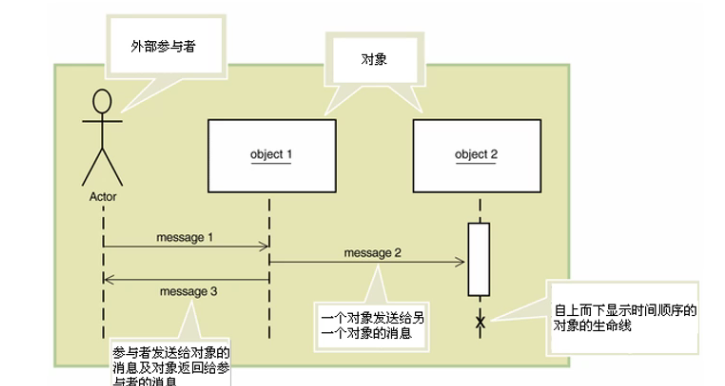 外部参与者
对象
object 1
object 2
Actor
message 1
message 2
message 3
一个对象发送给另
一个对象的消息
自上而下显示时间顺序的
对象的生命线
参与者发送给对象的
消息及对象返回给参
与者的消息